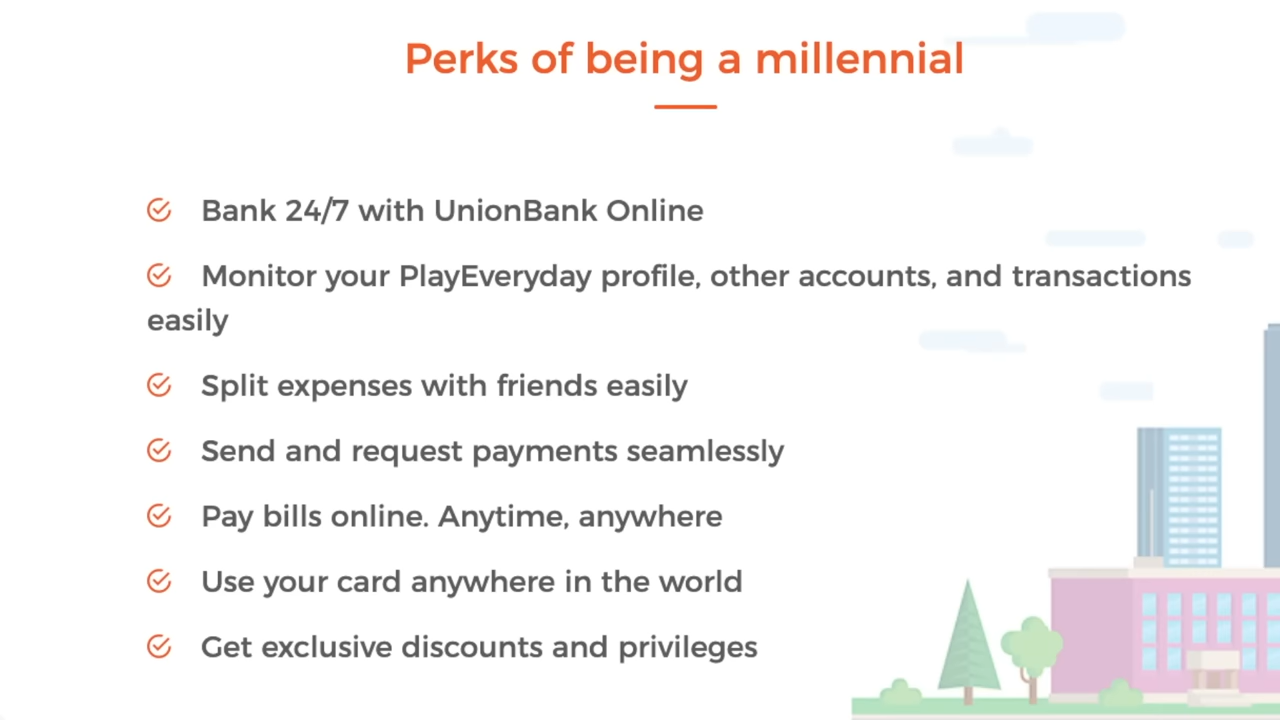 Perks of being a millennial
Bank 24/7 with UnionBank Online
Monitor your PlayEveryday profile, other accounts, and transactions
easily
Split expenses with friends easily
Send and request payments seamlessly
Pay bills online. Anytime, anywhere
Use your card anywhere in the world
Get exclusive discounts and privileges